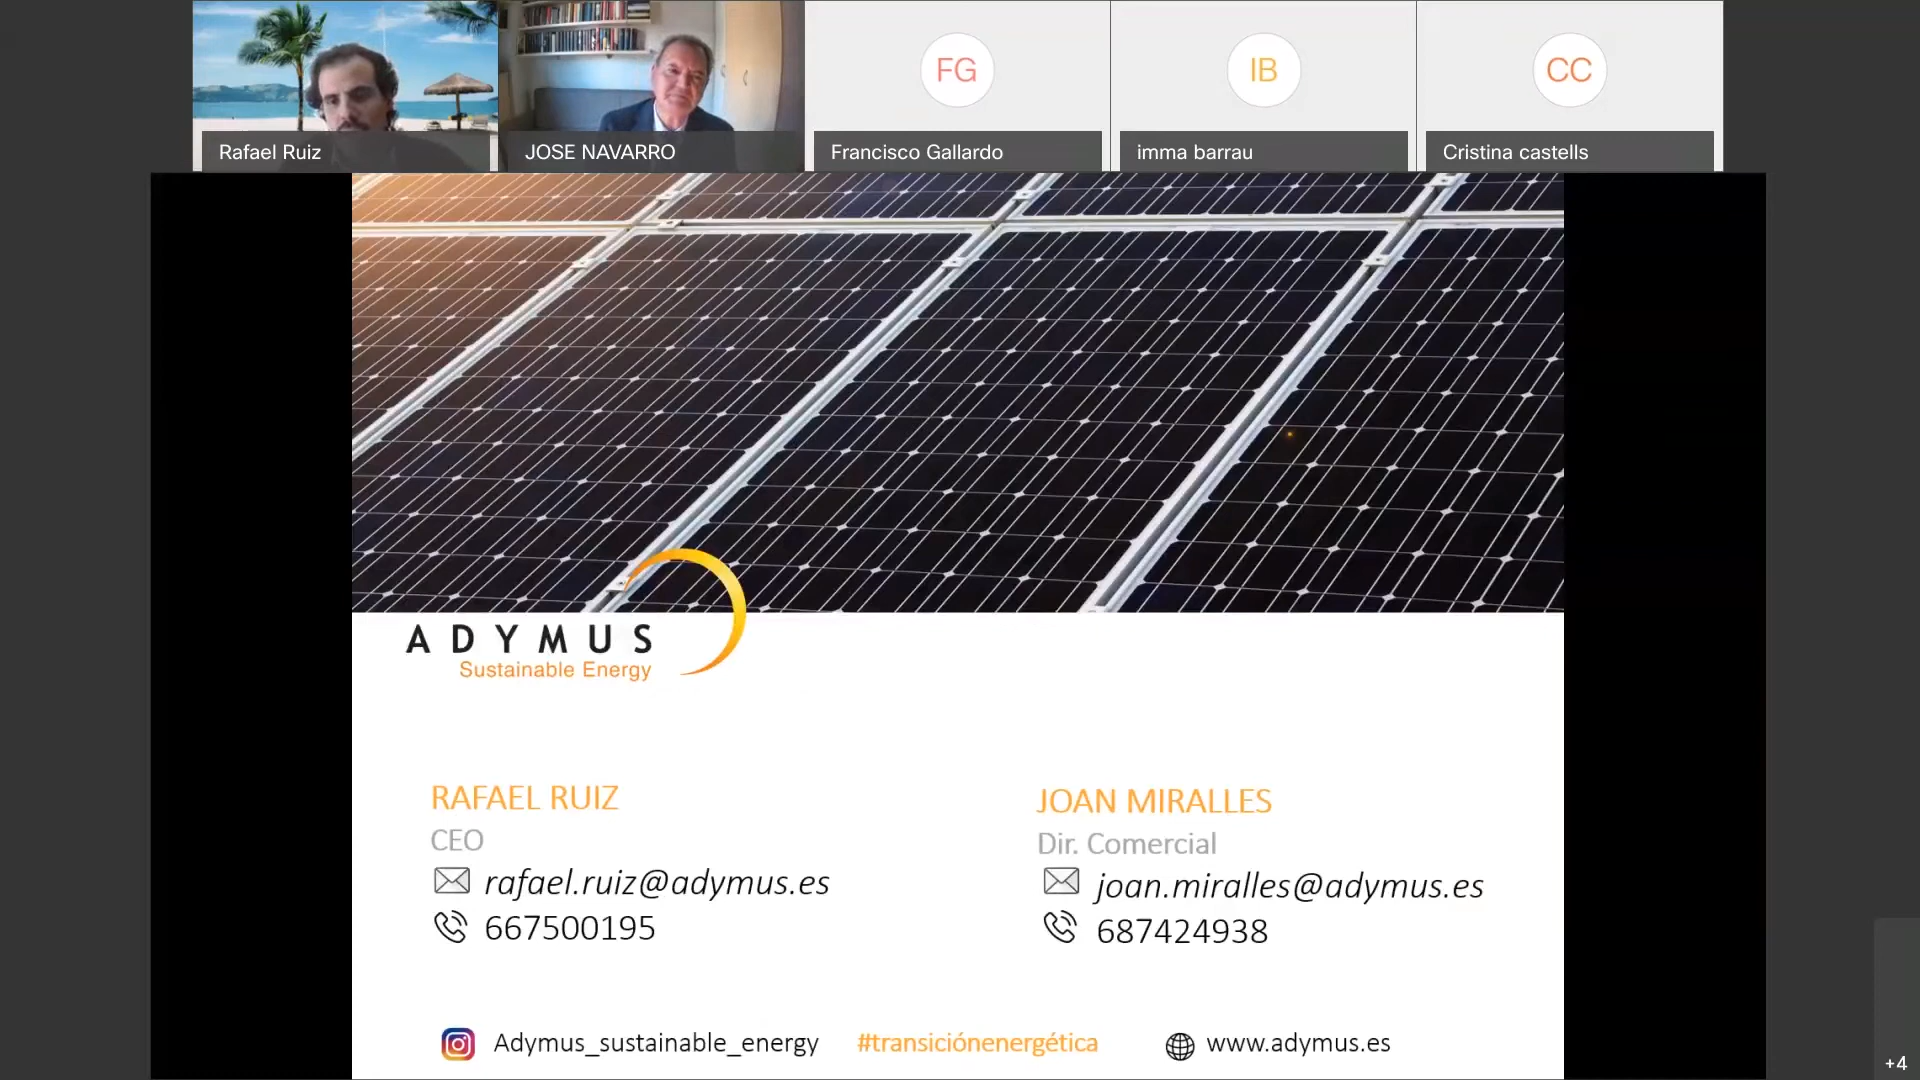 FG
IB
CC
Rafael Ruiz
JOSE NAVARRO
Francisco Gallardo
imma barrau
Cristina castells
ADYMUS
Sustainable Energy
RAFAEL RUIZ
CEO
rafael.ruiz@adymus.es
667500195
JOAN MIRALLES
Dir. Comercial
joan.miralles@adymus.es
687424938
Adymus_sustainable_energy
#transiciónenergética
www.adymus.es
+4